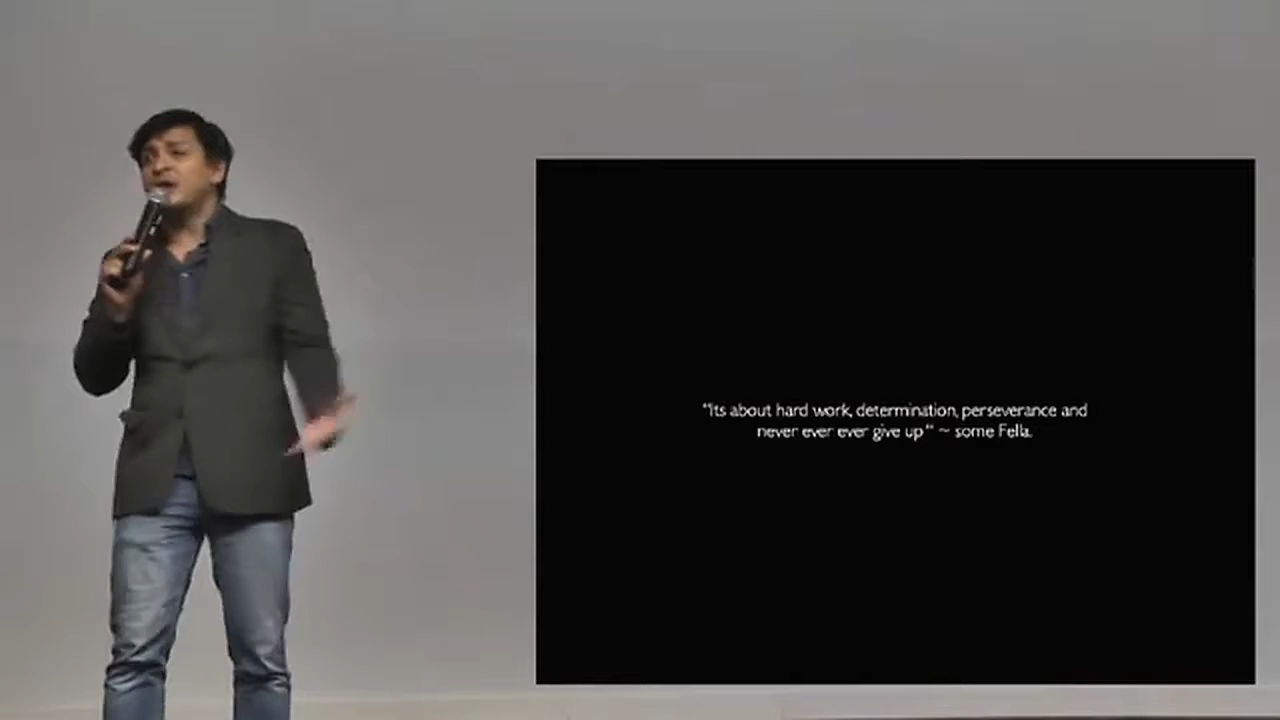 "Its about hard work, determination, perseverance and
never ever ever give up" ~ some Fella.